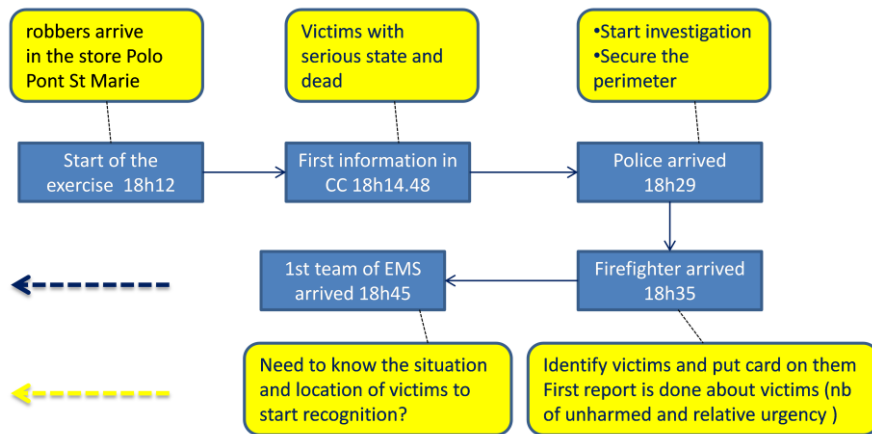 robbers arrive
in the store Polo
Pont St Marie
Victims with
serious state and
dead
•Start investigation
•Secure the
perimeter
Start of the
exercise 18h12
First information in
CC 18h14.48
Police arrived
18h29
1st team of EMS
arrived 18h45
Firefighter arrived
18h35
Need to know the situation
and location of victims to
start recognition?
Identify victims and put card on them
First report is done about victims (nb
of unharmed and relative urgency )